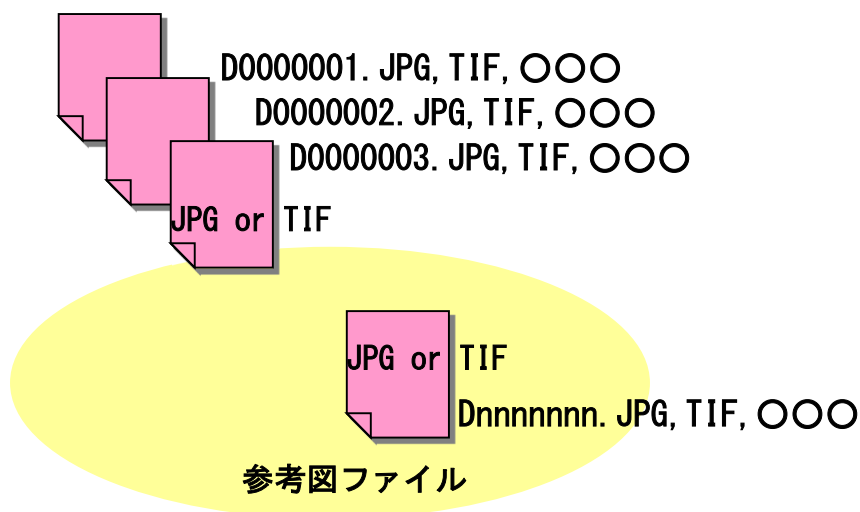 D0000001.JPG,TIF,○○○
D0000002.JPG,TIF,○○○
D0000003.JPG,TIF,○○○
JPG or TIF
JPG or TIF
Dnnnnnnn.JPG,TIF,○○○
参考図ファイル